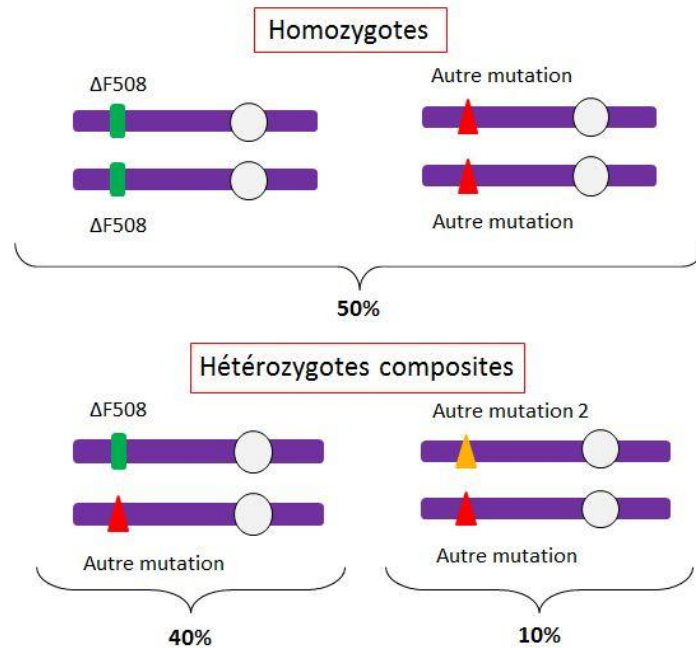 Homozygotes
ΔF508
Autre mutation
ΔF508
Autre mutation
50%
Hétérozygotes composites
ΔF508
Autre mutation 2
Autre mutation
Autre mutation
40%
10%